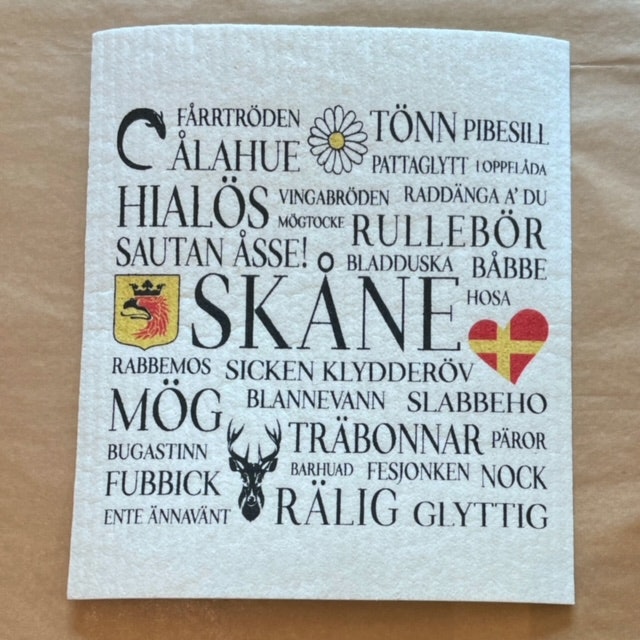 FÅRRTRÖDEN TÖNN PIBESILL
ÅLAHUE PATTAGLYTT I OPPFLÅDA
HIALÖS VINGABRÖDEN RADDÄNGA A' DU
MÖGTOCKE RULLEBÖR
SAUTAN ÅSSE! BLADDUSKA BÅBBE
SKÅNE HOSA
RABBEMOS SICKEN KLYDDERÖV
MÖG BLANNEVANN SLABBEHO
BUGASTINN TRÄBONNAR PÄROR
FUBBICK BARHUAD FESJONKEN NOCK
ENTE ÄNNAVÄNT RÄLIG GLYTTIG